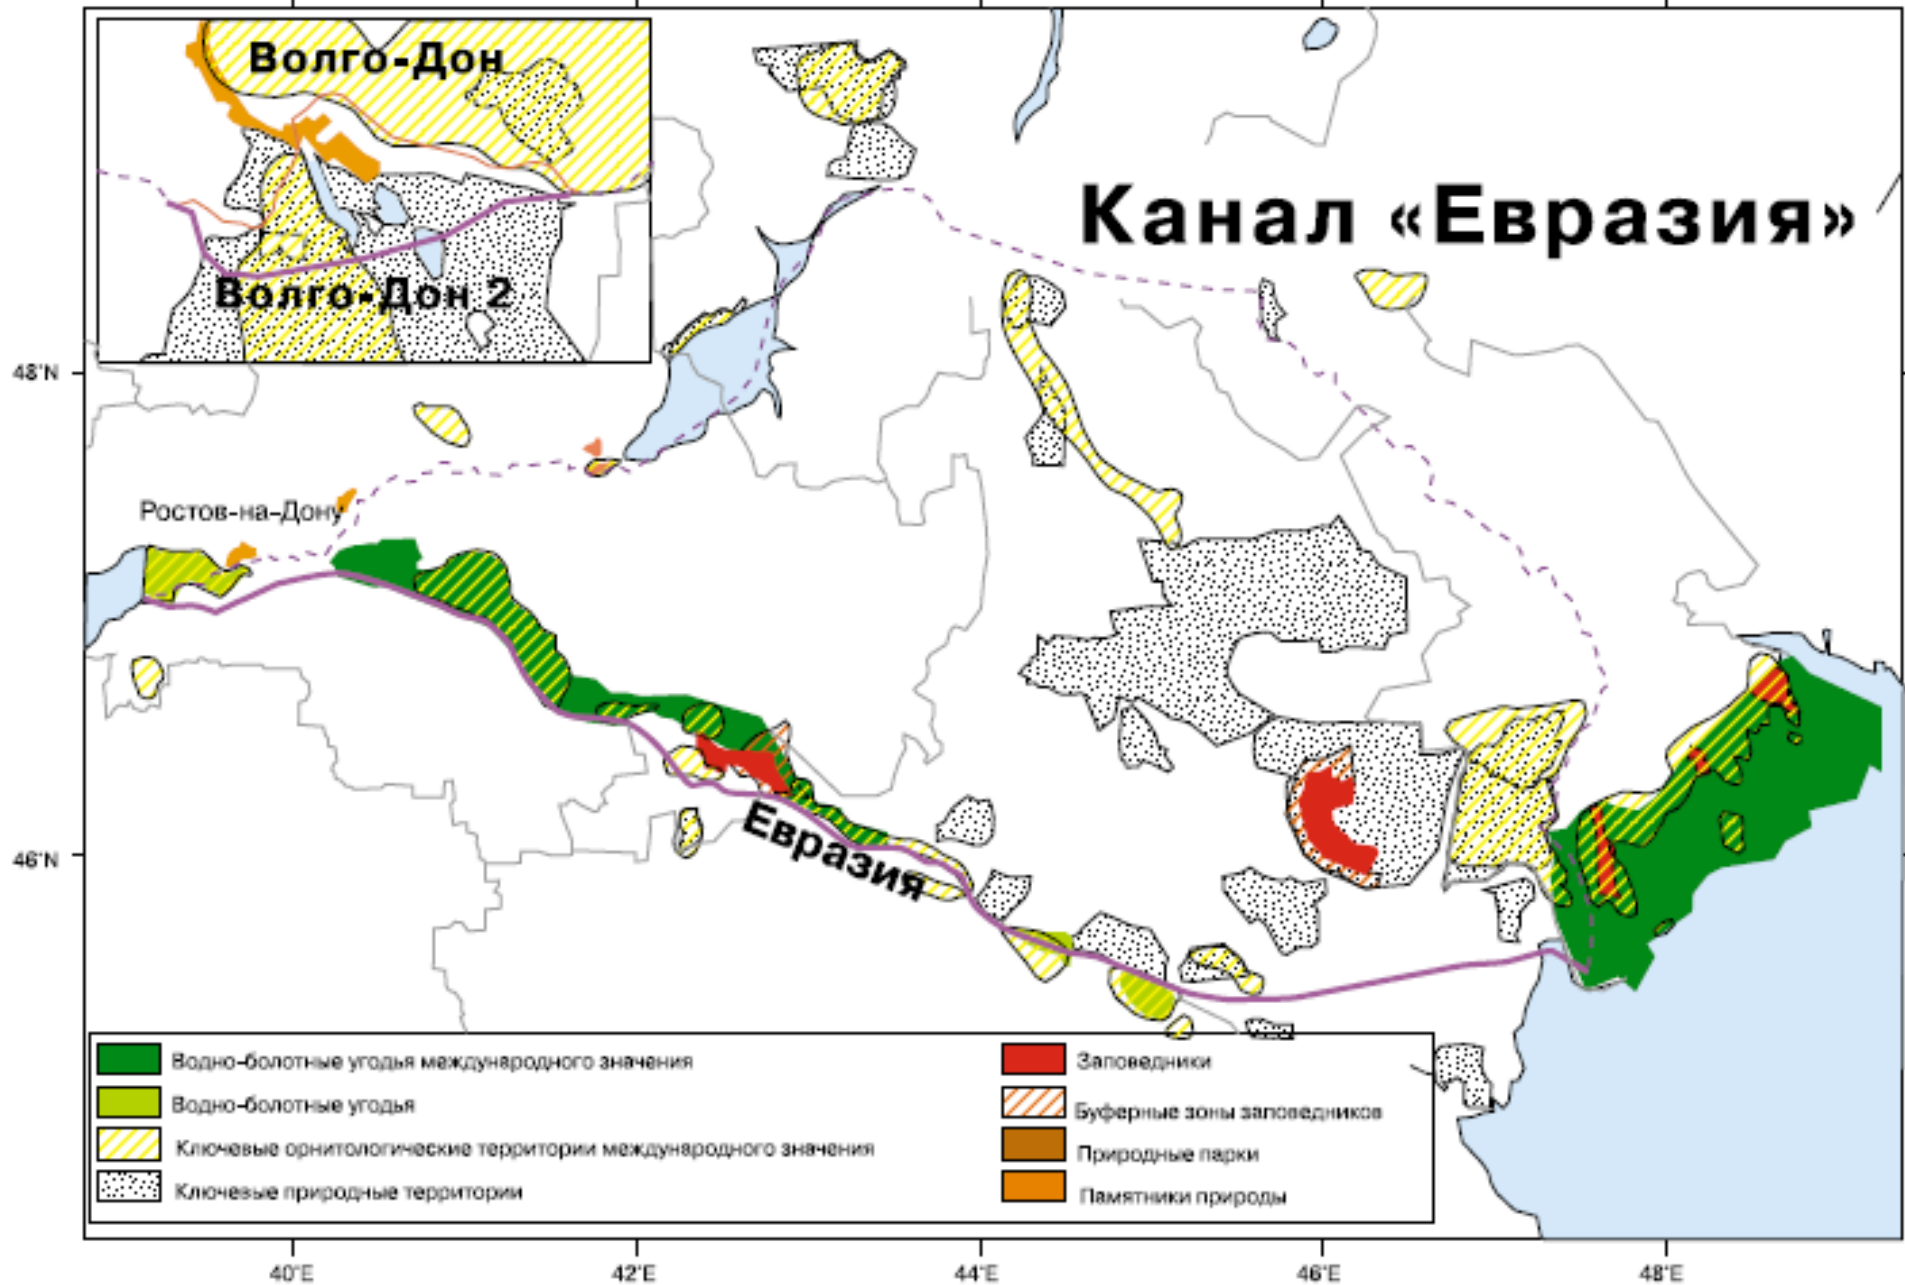 Волго-Дон
Канал «Евразия»
Волго-Дон 2
48°N
Ростов-на-Дону
Евразия
46°N
Водно-болотные угодья международного значения
Водно-болотные угодья
Ключевые орнитологические территории международного значения
Ключевые природные территории
Заповедники
Буферные зоны заповедников
Природные парки
Памятники природы
40°E
42°E
44°E
46°E
48°E